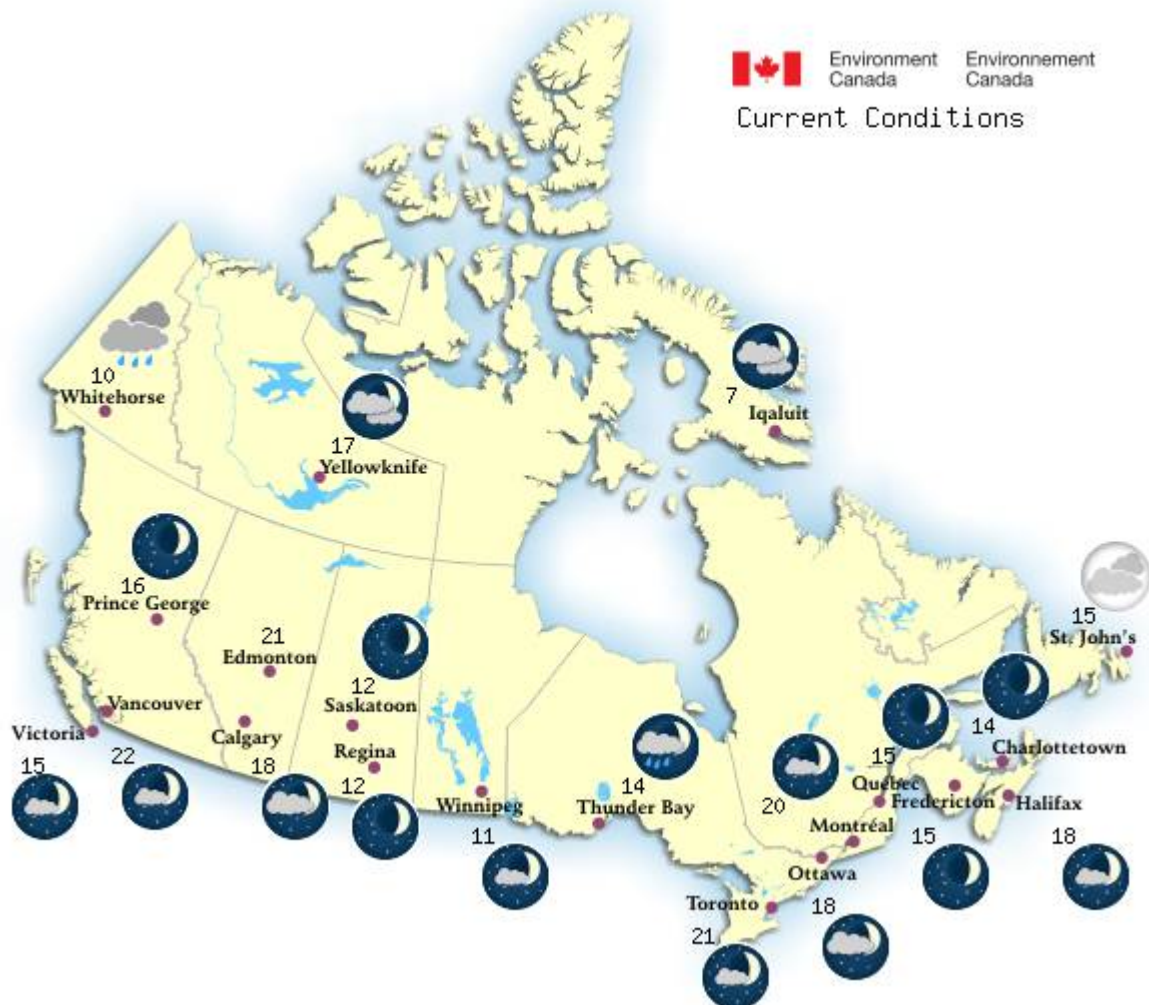 Environment Environnement
Canada Canada
Current Conditions
10
Whitehorse
7
Iqaluit
17
Yellowknife
16
Prince George
15
St. John's
21
Edmonton
12
Saskatoon
Vancouver
Victoria
Calgary
Regina
14
Charlottetown
15
Québec
15
22
18
12
Winnipeg
14
Thunder Bay
20
Fredericton
Halifax
Montréal
11
15
18
Ottawa
Toronto
18
21